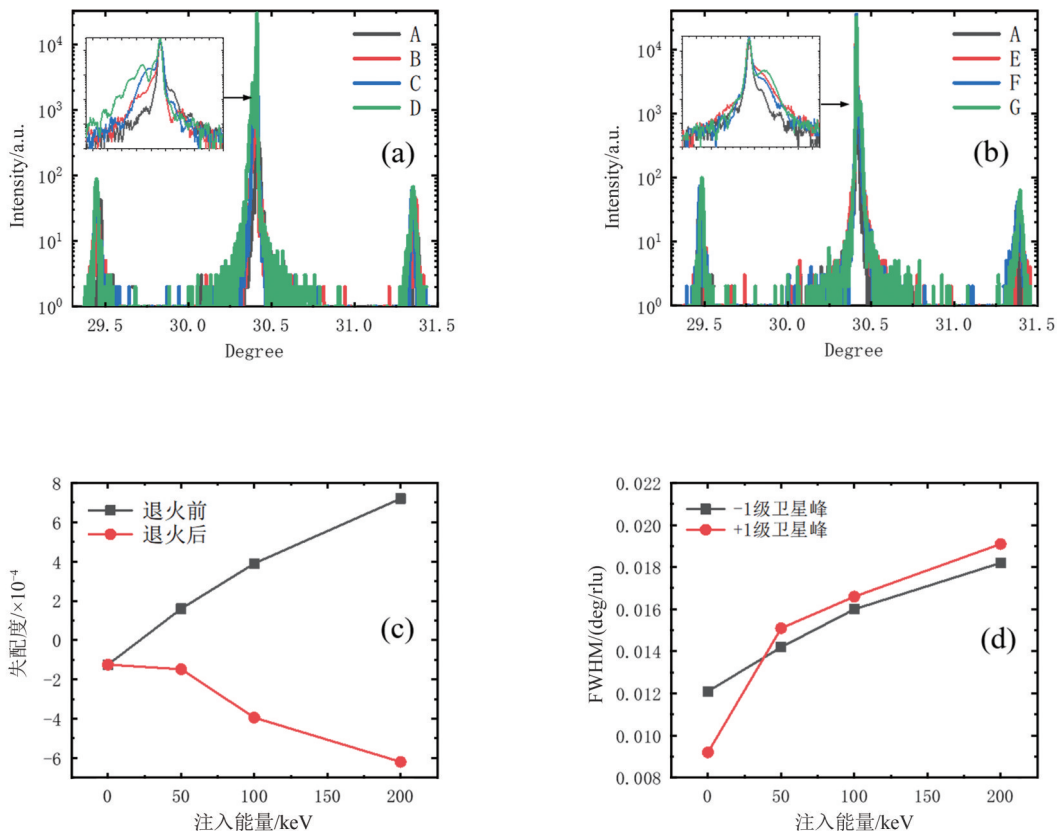 Intensity/a.u.
10⁴
10³
10²
10¹
10⁰
A
B
C
D
(a)
29.5 30.0 30.5 31.0 31.5
Degree
Intensity/a.u.
10⁴
10³
10²
10¹
10⁰
A
E
F
G
(b)
29.5 30.0 30.5 31.0 31.5
Degree
失配度/×10⁻⁴
8
6
4
2
0
−2
−4
−6
退火前
退火后
(c)
0 50 100 150 200
注入能量/keV
FWHM/(deg/rlu)
0.022
0.020
0.018
0.016
0.014
0.012
0.010
0.008
−1级卫星峰
+1级卫星峰
(d)
0 50 100 150 200
注入能量/keV